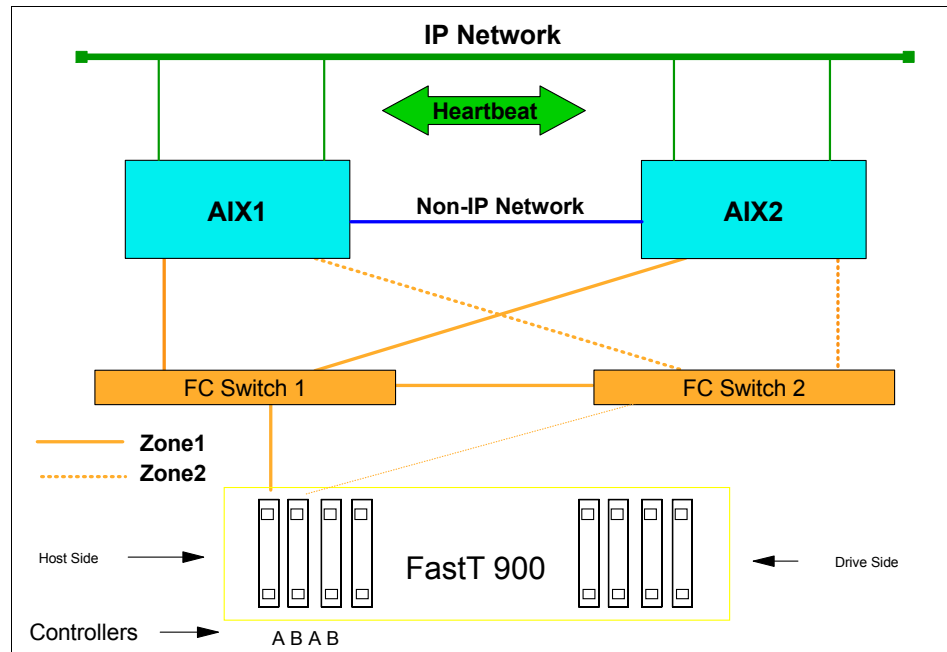 IP Network
Heartbeat
AIX1
Non-IP Network
AIX2
FC Switch 1
FC Switch 2
Zone1
Zone2
Host Side
FastT 900
Drive Side
Controllers
A B A B